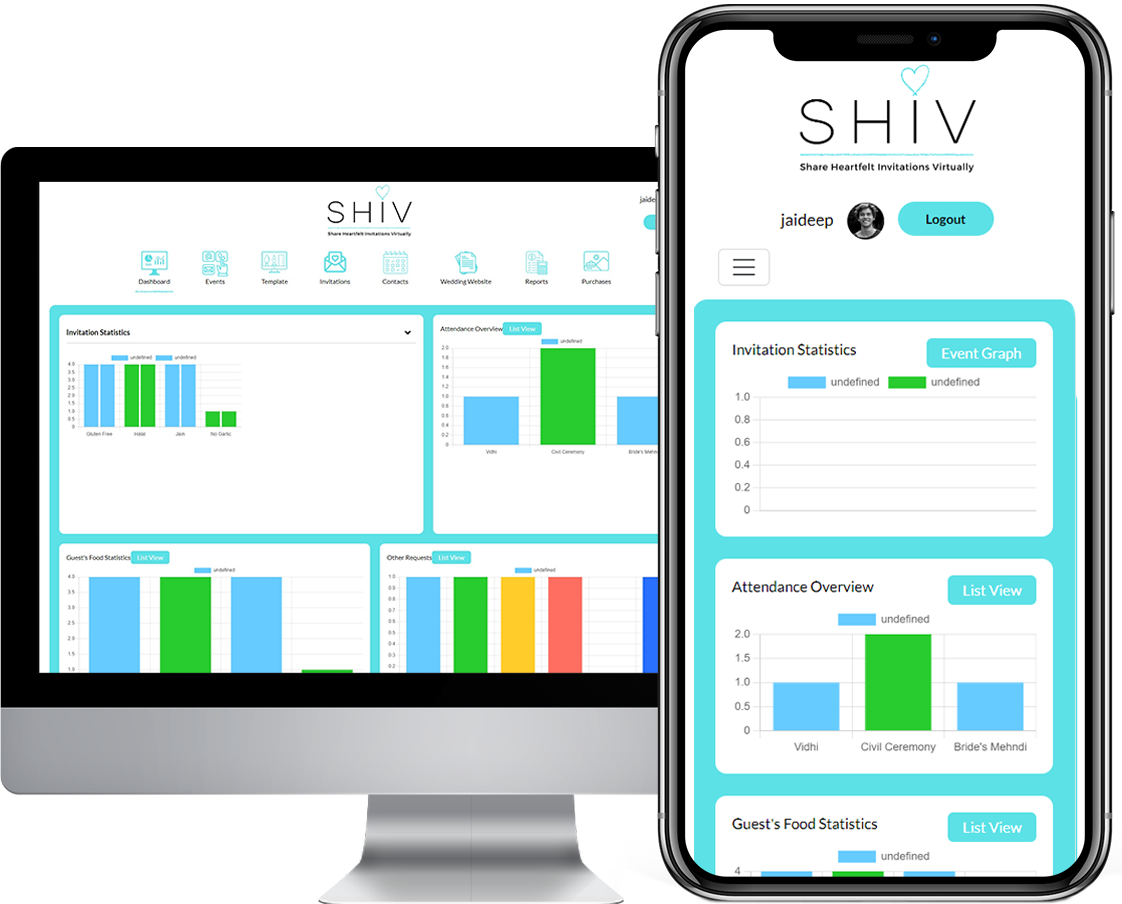 SHIV
Share Heartfelt Invitations Virtually
jaide
Dashboard Events Template Invitations Contacts Wedding Website Reports Purchases
Invitation Statistics
undefined undefined
4.0
3.5
3.0
2.5
2.0
1.5
1.0
0.5
0
Gluten Free Halal Jain No Garlic
Attendance Overview List View
undefined
2.0
1.8
1.6
1.4
1.2
1.0
0.8
0.6
0.4
0.2
0
Vidhi Civil Ceremony Bride's Mehn
Guest's Food Statistics List View
undefined
4.0
3.5
3.0
2.5
2.0
1.5
1.0
Other Requests List View
undefined
1.0
0.9
0.8
0.7
0.6
0.5
0.4
0.3
0.2
SHIV
Share Heartfelt Invitations Virtually
jaideep Logout
Invitation Statistics Event Graph
undefined undefined
1.0
0.8
0.6
0.4
0.2
0
Attendance Overview List View
undefined
2.0
1.5
1.0
0.5
0
Vidhi Civil Ceremony Bride's Mehndi
Guest's Food Statistics List View
undefined
4